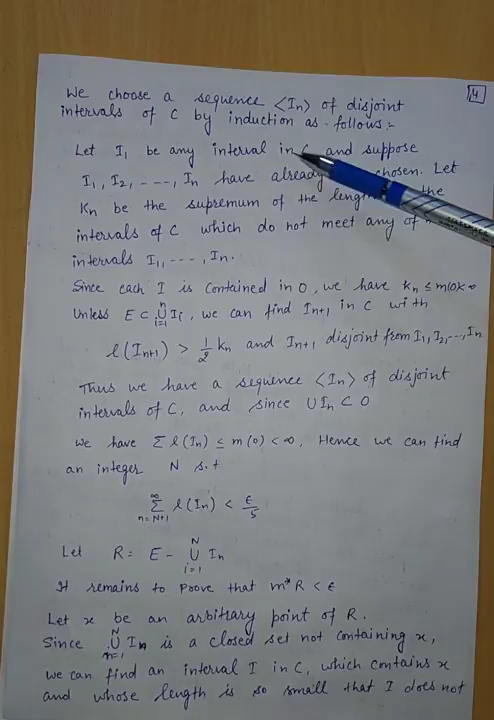 4
We choose a sequence <In> of disjoint
intervals of C by induction as follows:-
Let I1 be any interval in C and suppose
I1, I2, ---, In have already chosen. Let
Kn be the supremum of the length the
intervals of C which do not meet any of
intervals I1, ---, In.
Since each I is contained in O, we have kn ≤ m(O)<∞
Unless E ⊂ n∪i=1 Ii, we can find In+1 in C with
l(In+1) > 1/2 kn and In+1 disjoint from I1, I2, ---, In
Thus we have a sequence <In> of disjoint
intervals of C, and since UIn ⊂ O
We have Σ l(In) ≤ m(O) < ∞, Hence we can find
an integer N s.t
∞Σn=N+1 l(In) < ε/5
Let R = E - N∪i=1 In
It remains to prove that m*R < ε
Let x be an arbitrary point of R.
Since N∪n=1 In is a closed set not containing x,
we can find an interval I in C, which contains x
and whose length is so small that I does not